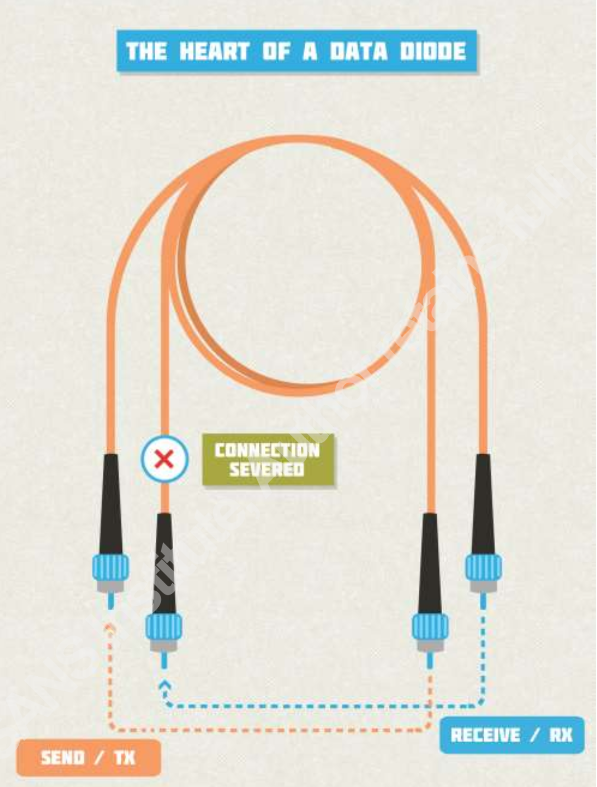 THE HEART OF A DATA DIODE
CONNECTION
SEVERED
RECEIVE / RX
SEND / TX